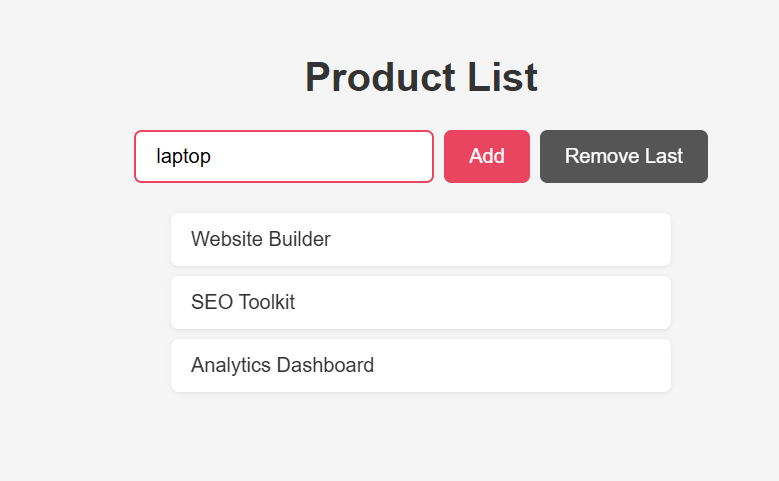 Product List
laptop Add Remove Last
Website Builder
SEO Toolkit
Analytics Dashboard